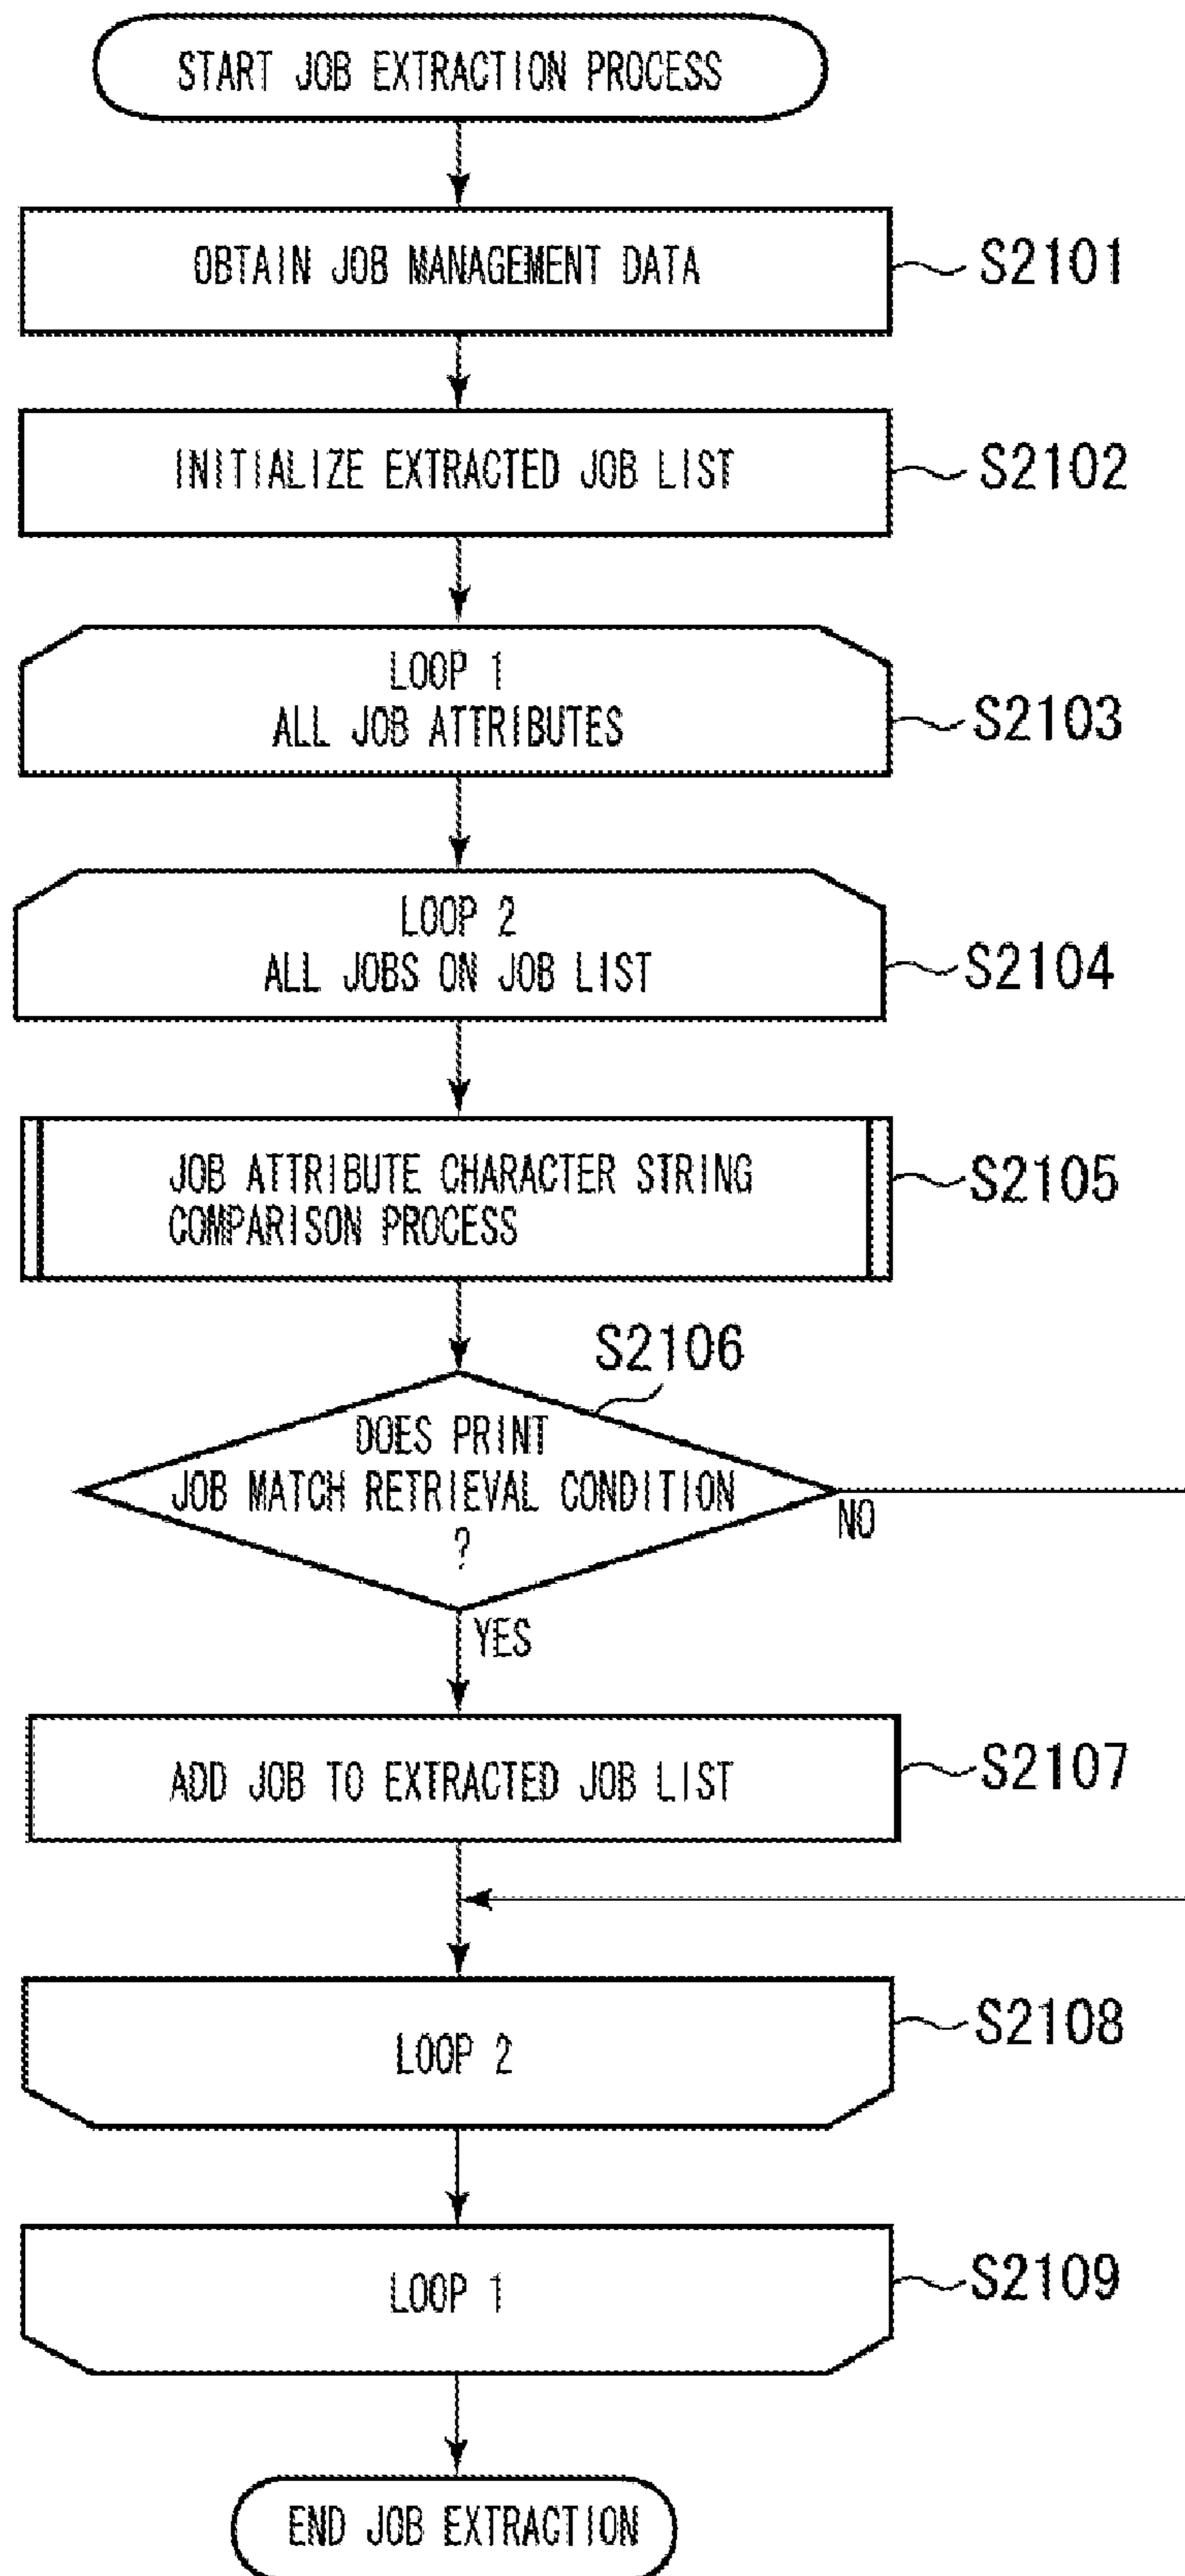 START JOB EXTRACTION PROCESS
OBTAIN JOB MANAGEMENT DATA
S2101
INITIALIZE EXTRACTED JOB LIST
S2102
LOOP 1
ALL JOB ATTRIBUTES
S2103
LOOP 2
ALL JOBS ON JOB LIST
S2104
JOB ATTRIBUTE CHARACTER STRING
COMPARISON PROCESS
S2105
S2106
DOES PRINT
JOB MATCH RETRIEVAL CONDITION
?
NO
YES
ADD JOB TO EXTRACTED JOB LIST
S2107
LOOP 2
S2108
LOOP 1
S2109
END JOB EXTRACTION